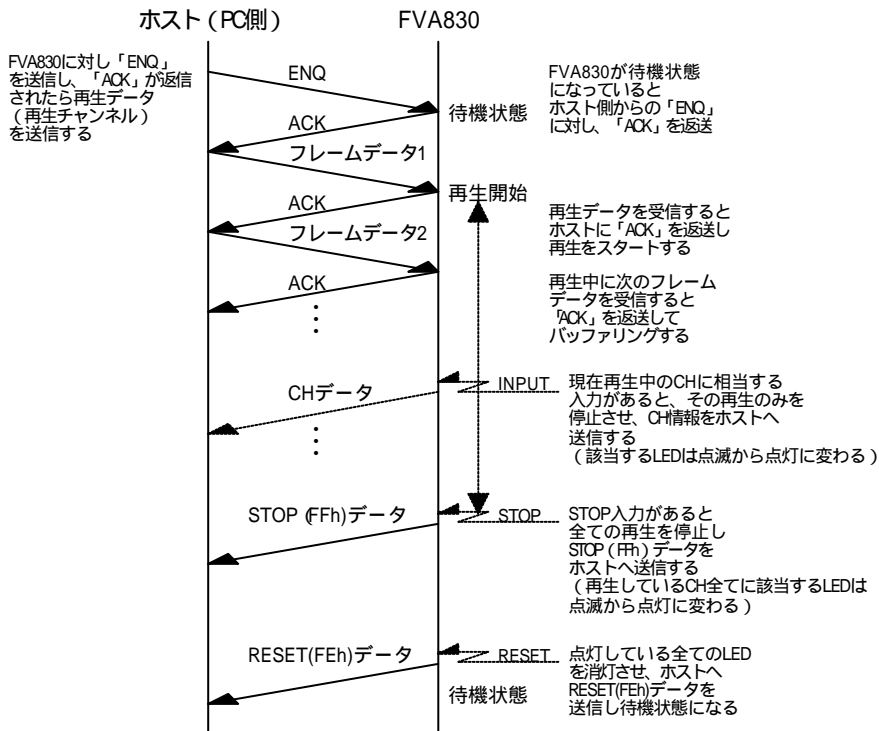 ホスト（PC側）
FVA830
FVA830に対し「ENQ」
を送信し、「ACK」が返信
されたら再生データ
（再生チャンネル）
を送信する
ENQ
FVA830が待機状態
になっていると
ホスト側からの「ENQ」
に対し、「ACK」を返送
待機状態
ACK
フレームデータ1
再生開始
ACK
フレームデータ2
再生データを受信すると
ホストに「ACK」を返送し
再生をスタートする
ACK
再生中に次のフレーム
データを受信すると
「ACK」を返送して
バッファリングする
INPUT
CHデータ
現在再生中のCHに相当する
入力があると、その再生のみを
停止させ、CH情報をホストへ
送信する
（該当するLEDは点滅から点灯に変わる）
STOP (FFh)データ
STOP
STOP入力があると
全ての再生を停止し
STOP（FFh）データを
ホストへ送信する
（再生しているCH全てに該当するLEDは
点滅から点灯に変わる）
RESET(FEh)データ
RESET
点灯している全てのLED
を消灯させ、ホストへ
RESET(FEh)データを
送信し待機状態になる
待機状態